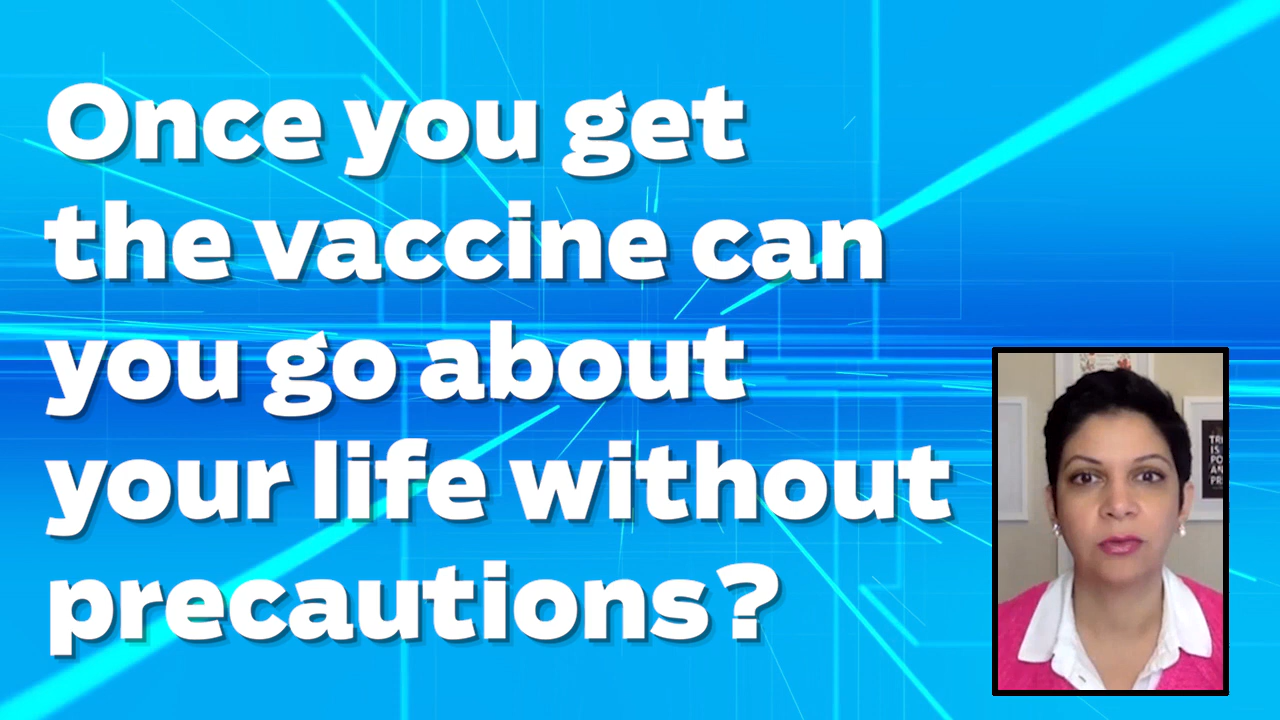 Once you get
the vaccine can
you go about
your life without
precautions?